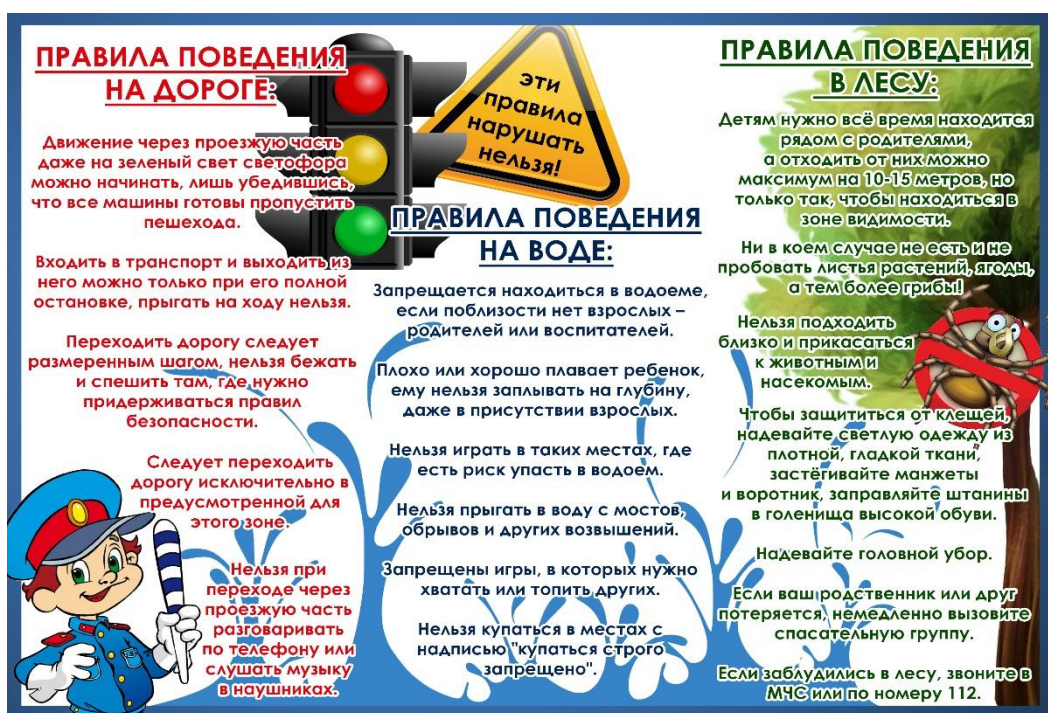 ПРАВИЛА ПОВЕДЕНИЯ
НА ДОРОГЕ:
Движение через проезжую часть
даже на зеленый свет светофора
можно начинать, лишь убедившись,
что все машины готовы пропустить
пешехода.
Входить в транспорт и выходить из
него можно только при его полной
остановке, прыгать на ходу нельзя.
Переходить дорогу следует
размеренным шагом, нельзя бежать
и спешить там, где нужно
придерживаться правил
безопасности.
Следует переходить
дорогу исключительно в
предусмотренной для
этого зоне.
Нельзя при
переходе через
проезжую часть
разговаривать
по телефону или
слушать музыку
в наушниках.
эти
правила
нарушать
нельзя!
ПРАВИЛА ПОВЕДЕНИЯ
НА ВОДЕ:
Запрещается находиться в водоеме,
если поблизости нет взрослых –
родителей или воспитателей.
Плохо или хорошо плавает ребенок,
ему нельзя заплывать на глубину,
даже в присутствии взрослых.
Нельзя играть в таких местах, где
есть риск упасть в водоем.
Нельзя прыгать в воду с мостов,
обрывов и других возвышений.
Запрещены игры, в которых нужно
хватать или топить других.
Нельзя купаться в местах с
надписью "купаться строго
запрещено".
ПРАВИЛА ПОВЕДЕНИЯ
В ЛЕСУ:
Детям нужно всё время находится
рядом с родителями,
а отходить от них можно
максимум на 10-15 метров, но
только так, чтобы находиться в
зоне видимости.
Ни в коем случае не есть и не
пробовать листья растений, ягоды,
а тем более грибы!
Нельзя подходить
близко и прикасаться
к животным и
насекомым.
Чтобы защититься от клещей,
надевайте светлую одежду из
плотной, гладкой ткани,
застёгивайте манжеты
и воротник, заправляйте штанины
в голенища высокой обуви.
Надевайте головной убор.
Если ваш родственник или друг
потеряется, немедленно вызовите
спасательную группу.
Если заблудились в лесу, звоните в
МЧС или по номеру 112.